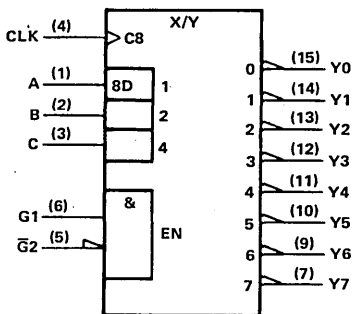 X/Y
CLK (4) C8
0 (15) Y0
A (1) 8D 1
1 (14) Y1
B (2) 2
2 (13) Y2
C (3) 4
3 (12) Y3
4 (11) Y4
&
G1 (6)
5 (10) Y5
EN
G̅2 (5)
6 (9) Y6
7 (7) Y7